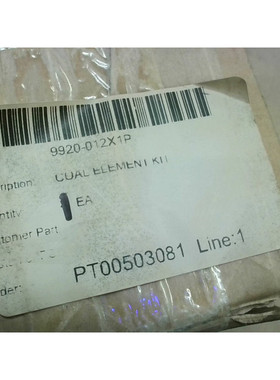 9920-012X1P
ription: COAL ELEMENT KIT
ntity 1 EA
stomer Part
PT00503081 Line:1
der: